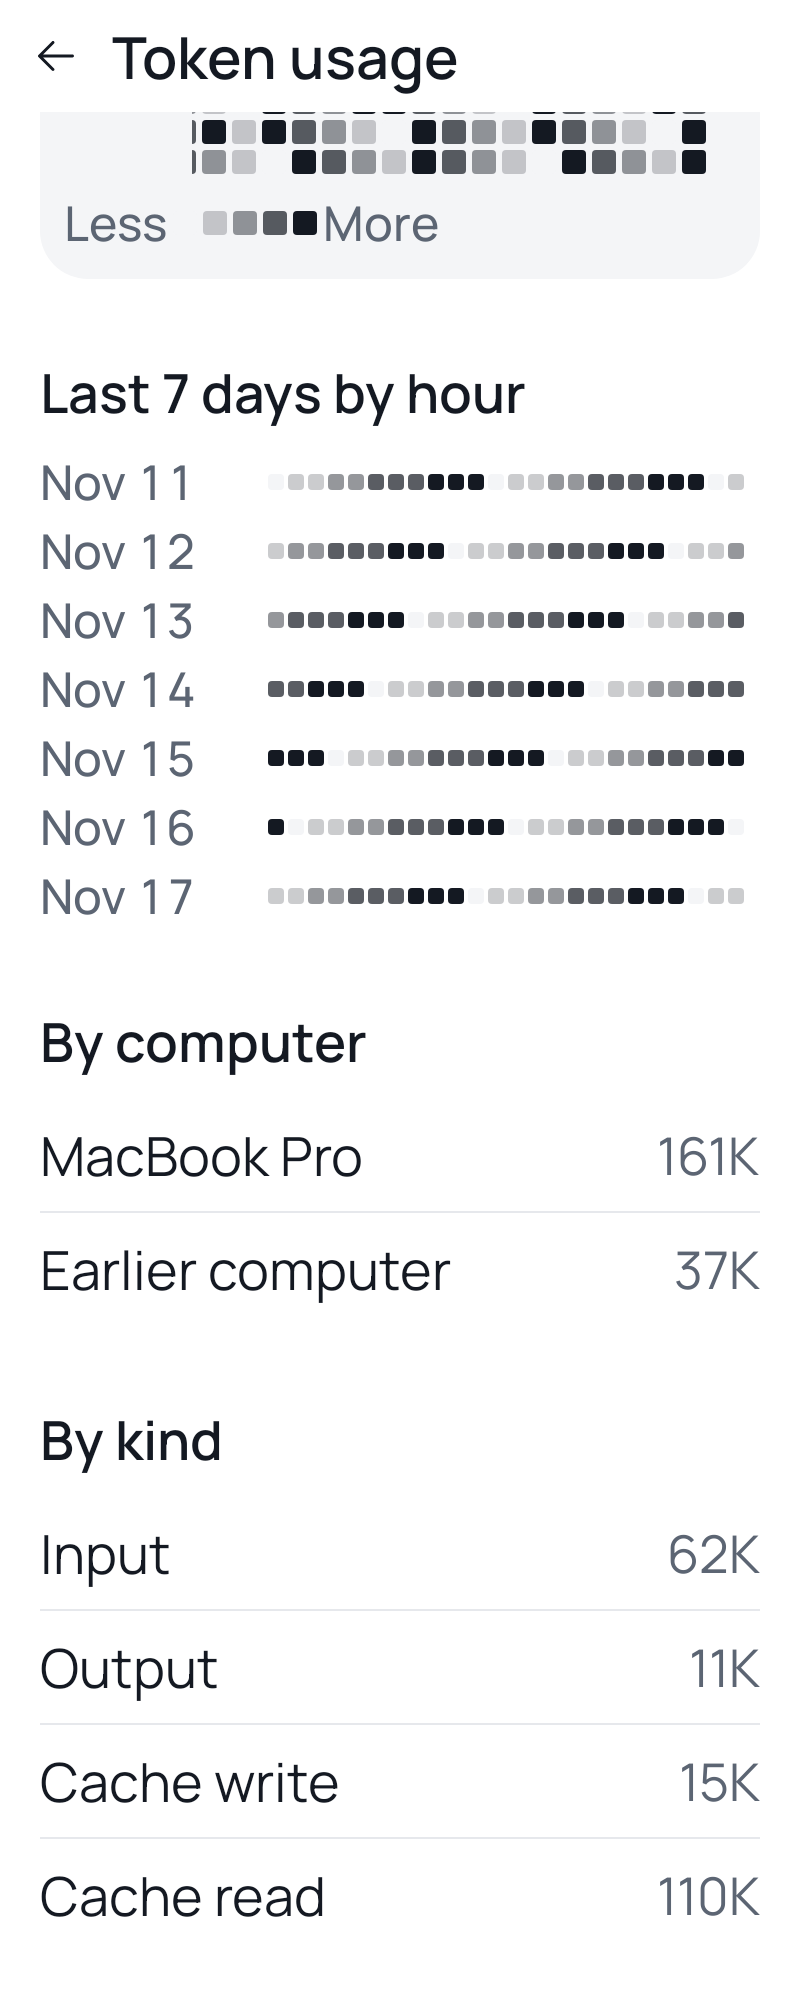 Token usage
Less More
Last 7 days by hour
Nov 11
Nov 12
Nov 13
Nov 14
Nov 15
Nov 16
Nov 17
By computer
MacBook Pro 161K
Earlier computer 37K
By kind
Input 62K
Output 11K
Cache write 15K
Cache read 110K